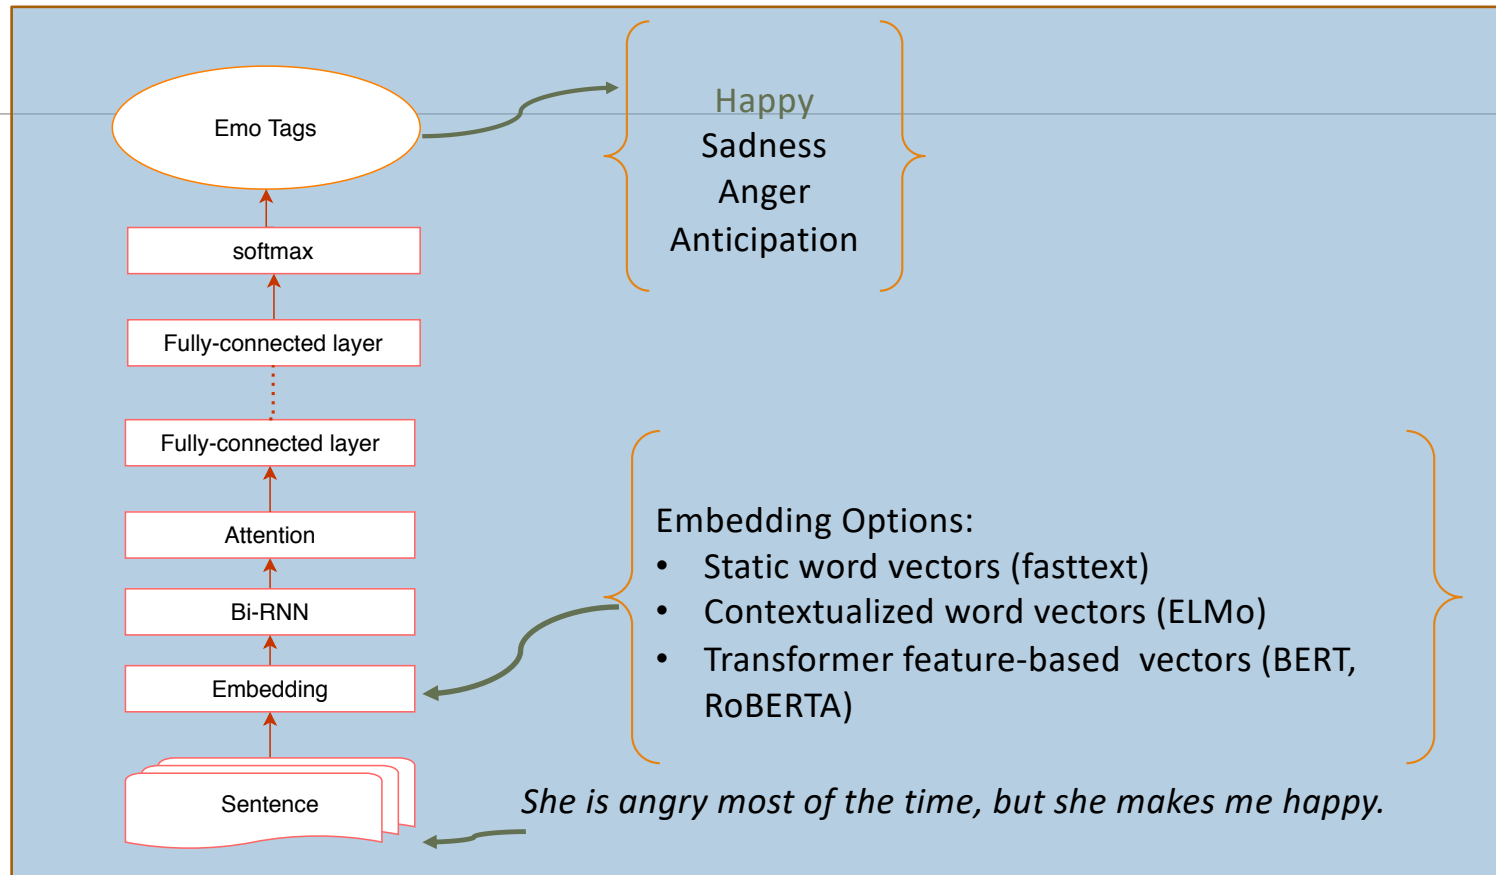 Emo Tags
softmax
Fully-connected layer
Fully-connected layer
Attention
Bi-RNN
Embedding
Sentence
Happy
Sadness
Anger
Anticipation
Embedding Options:
• Static word vectors (fasttext)
• Contextualized word vectors (ELMo)
• Transformer feature-based vectors (BERT,
RoBERTA)
She is angry most of the time, but she makes me happy.